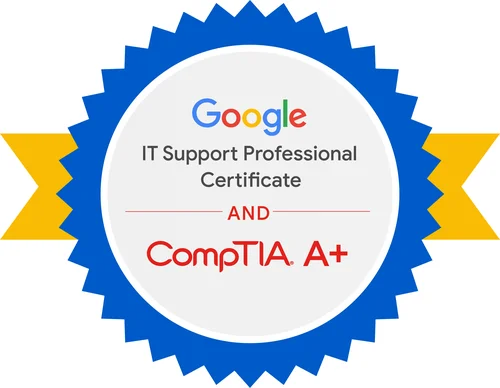 Google
IT Support Professional
Certificate
AND
CompTIA. A+